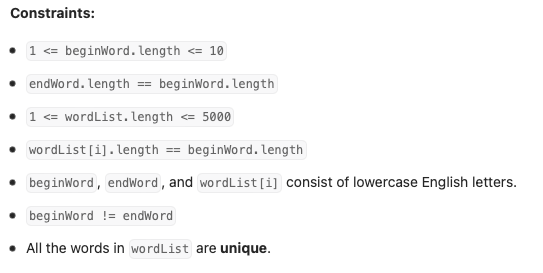 Constraints:
1 <= beginWord.length <= 10
endWord.length == beginWord.length
1 <= wordList.length <= 5000
wordList[i].length == beginWord.length
beginWord, endWord, and wordList[i] consist of lowercase English letters.
beginWord != endWord
All the words in wordList are unique.